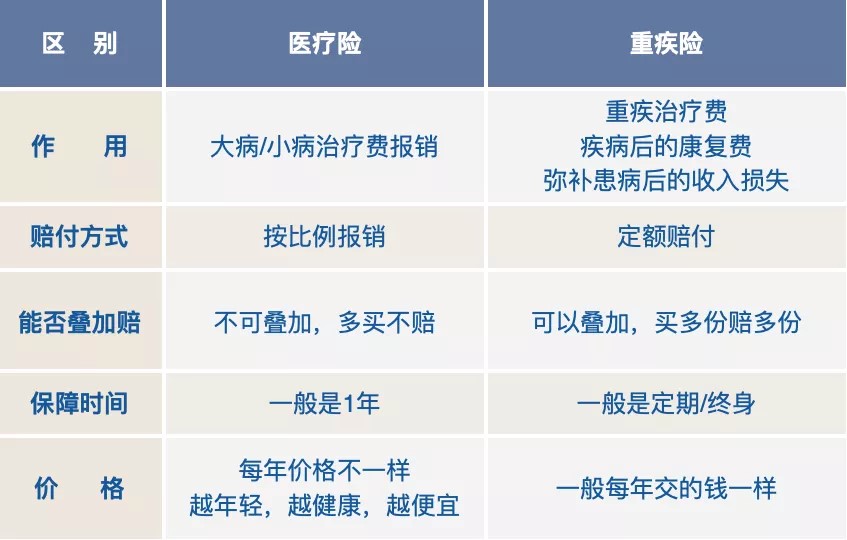 区 别 医疗险 重疾险
作 用 大病/小病治疗费报销 重疾治疗费
疾病后的康复费
弥补患病后的收入损失
赔付方式 按比例报销 定额赔付
能否叠加赔 不可叠加，多买不赔 可以叠加，买多份赔多份
保障时间 一般是1年 一般是定期/终身
价 格 每年价格不一样
越年轻，越健康，越便宜
一般每年交的钱一样